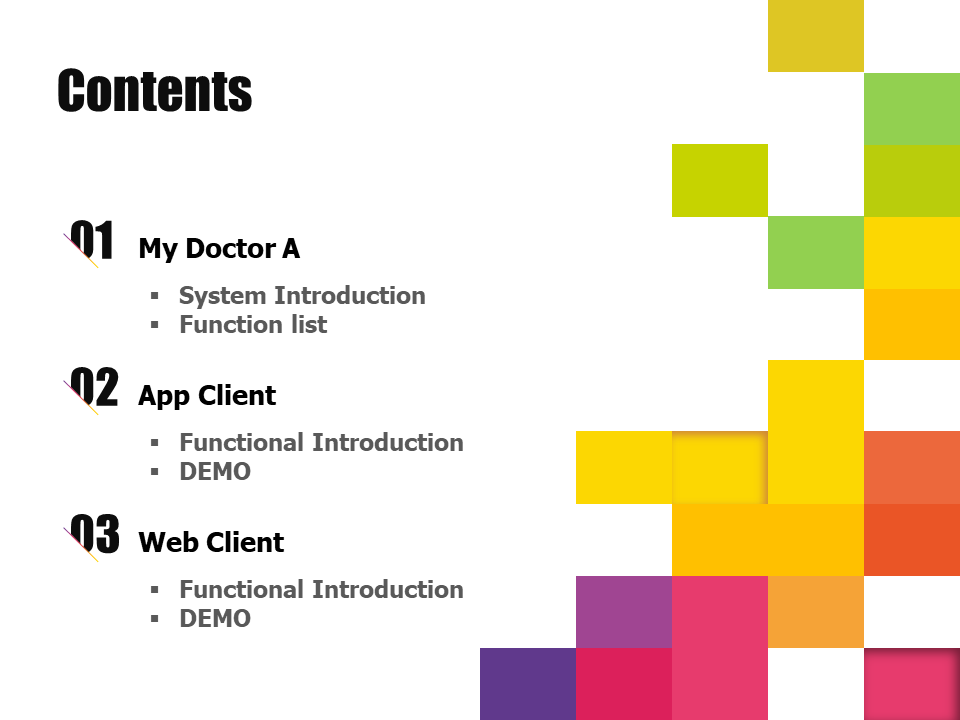 Contents
01 My Doctor A
▪ System Introduction
▪ Function list
02 App Client
▪ Functional Introduction
▪ DEMO
03 Web Client
▪ Functional Introduction
▪ DEMO